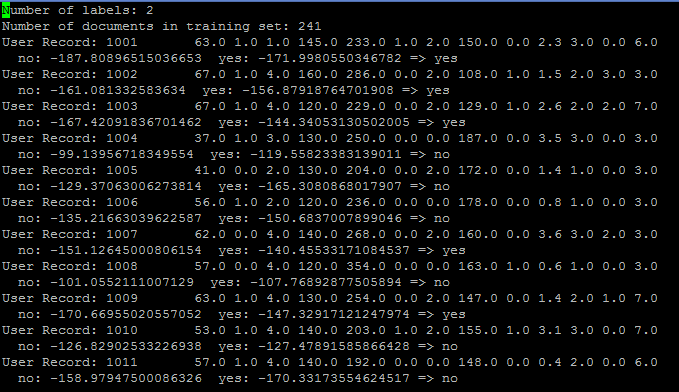 Number of labels: 2
Number of documents in training set: 241
User Record: 1001 63.0 1.0 1.0 145.0 233.0 1.0 2.0 150.0 0.0 2.3 3.0 0.0 6.0
no: -187.80896515036653 yes: -171.9980550346782 => yes
User Record: 1002 67.0 1.0 4.0 160.0 286.0 0.0 2.0 108.0 1.0 1.5 2.0 3.0 3.0
no: -161.081332583634 yes: -156.87918764701908 => yes
User Record: 1003 67.0 1.0 4.0 120.0 229.0 0.0 2.0 129.0 1.0 2.6 2.0 2.0 7.0
no: -167.42091836701462 yes: -144.34053130502005 => yes
User Record: 1004 37.0 1.0 3.0 130.0 250.0 0.0 0.0 187.0 0.0 3.5 3.0 0.0 3.0
no: -99.13956718349554 yes: -119.55823383139011 => no
User Record: 1005 41.0 0.0 2.0 130.0 204.0 0.0 2.0 172.0 0.0 1.4 1.0 0.0 3.0
no: -129.37063006273814 yes: -165.3080868017907 => no
User Record: 1006 56.0 1.0 2.0 120.0 236.0 0.0 0.0 178.0 0.0 0.8 1.0 0.0 3.0
no: -135.21663039622587 yes: -150.6837007899046 => no
User Record: 1007 62.0 0.0 4.0 140.0 268.0 0.0 2.0 160.0 0.0 3.6 3.0 2.0 3.0
no: -151.12645000806154 yes: -140.45533171084537 => yes
User Record: 1008 57.0 0.0 4.0 120.0 354.0 0.0 0.0 163.0 1.0 0.6 1.0 0.0 3.0
no: -101.0552111007129 yes: -107.76892877505894 => no
User Record: 1009 63.0 1.0 4.0 130.0 254.0 0.0 2.0 147.0 0.0 1.4 2.0 1.0 7.0
no: -170.66955020557052 yes: -147.32917121247974 => yes
User Record: 1010 53.0 1.0 4.0 140.0 203.0 1.0 2.0 155.0 1.0 3.1 3.0 0.0 7.0
no: -126.82902533226938 yes: -127.47891585866428 => no
User Record: 1011 57.0 1.0 4.0 140.0 192.0 0.0 0.0 148.0 0.0 0.4 2.0 0.0 6.0
no: -158.97947500086326 yes: -170.33173554624517 => no